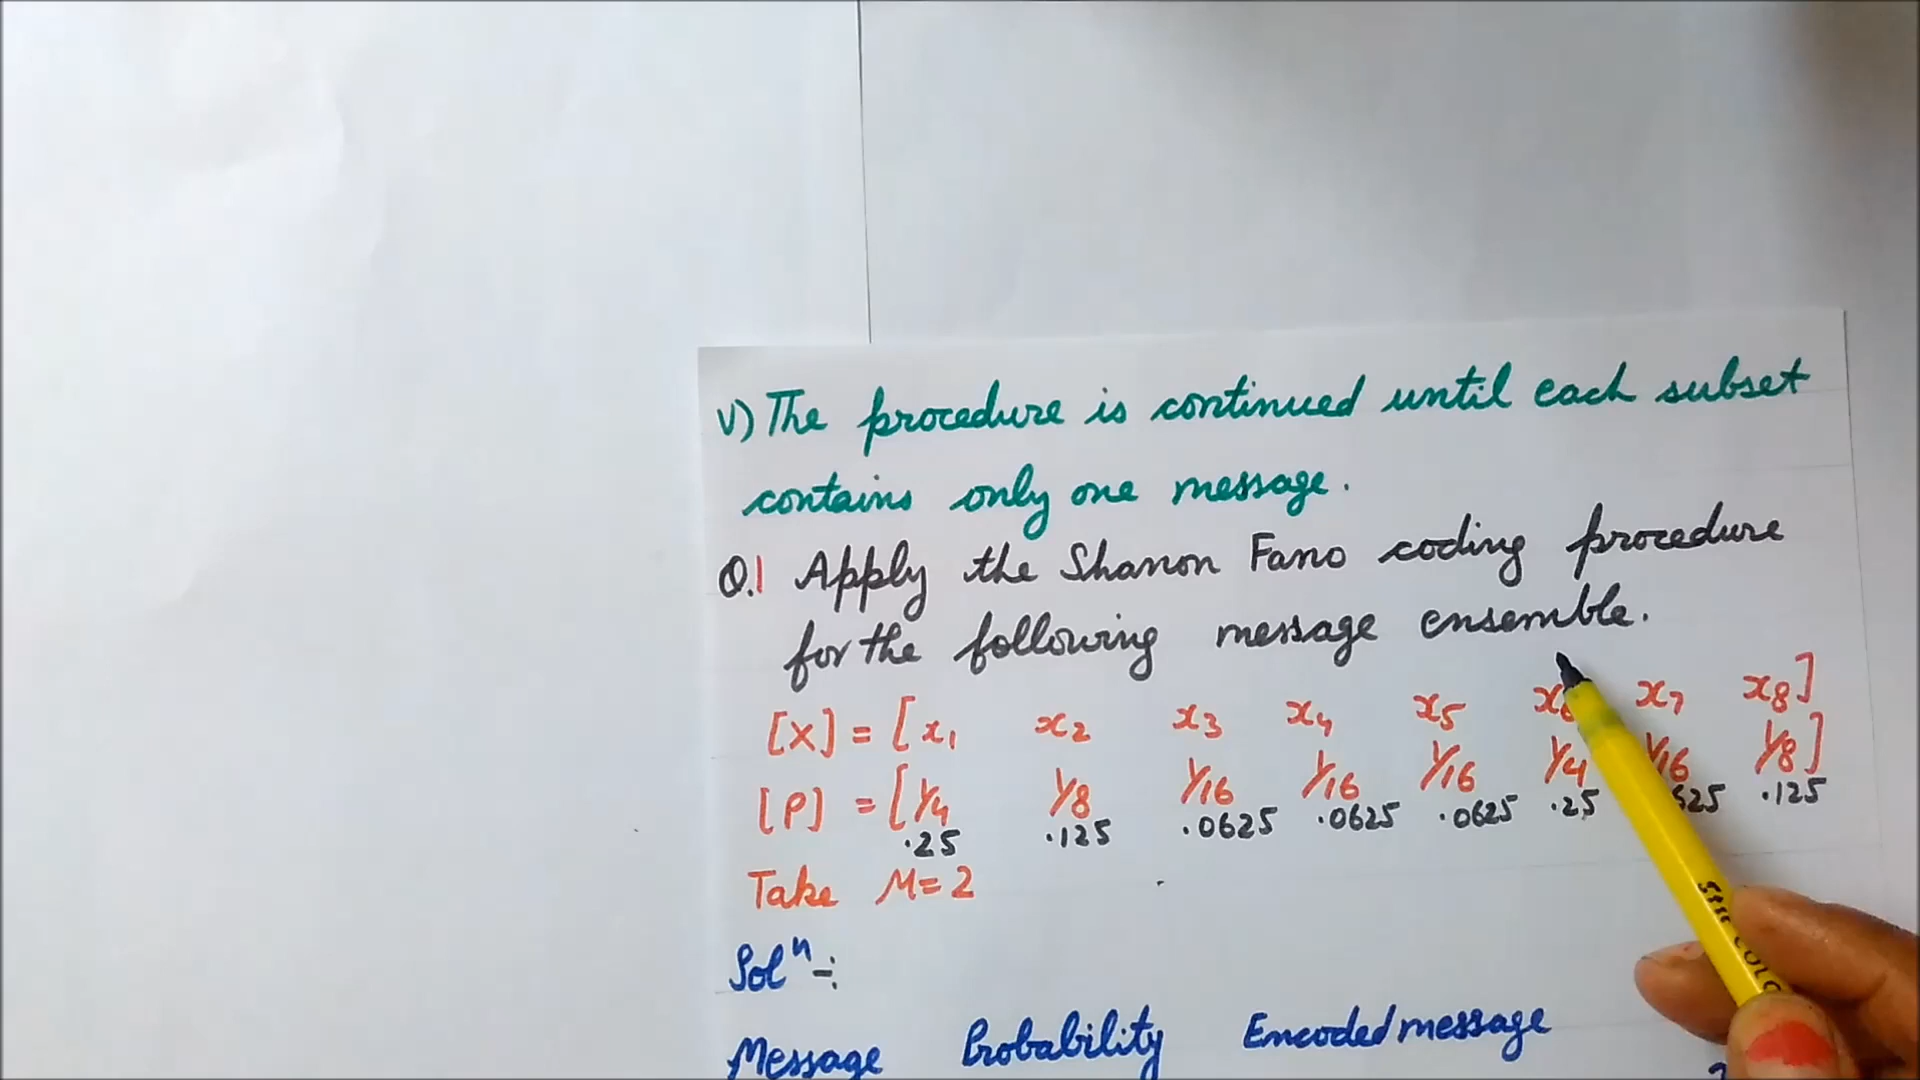 V) The procedure is continued until each subset
contains only one message.
Q.1 Apply the Shanon Fano coding procedure
for the following message ensemble.
[X] = [x1 x2 x3 x4 x5 x6 x7 x8]
[P] = [1/4 1/8 1/16 1/16 1/16 1/4 1/16 1/8]
.25 .125 .0625 .0625 .0625 .25 .125
Take M=2
Solⁿ -:
Message Probability Encoded message